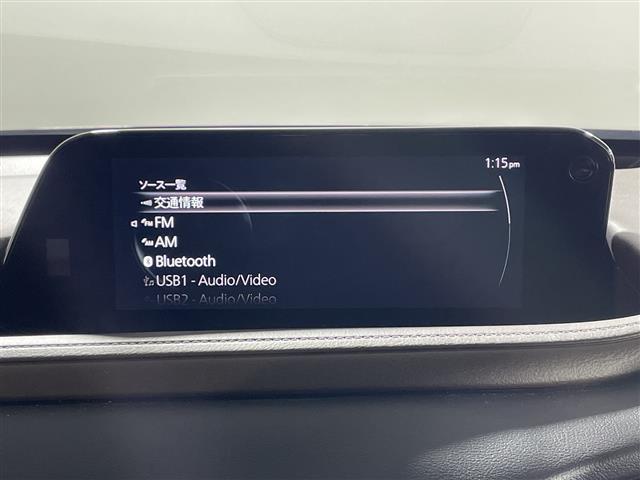 1:15pm
ソース一覧
交通情報
FM
AM
Bluetooth
USB1 - Audio/Video
USB2 - Audio/Video